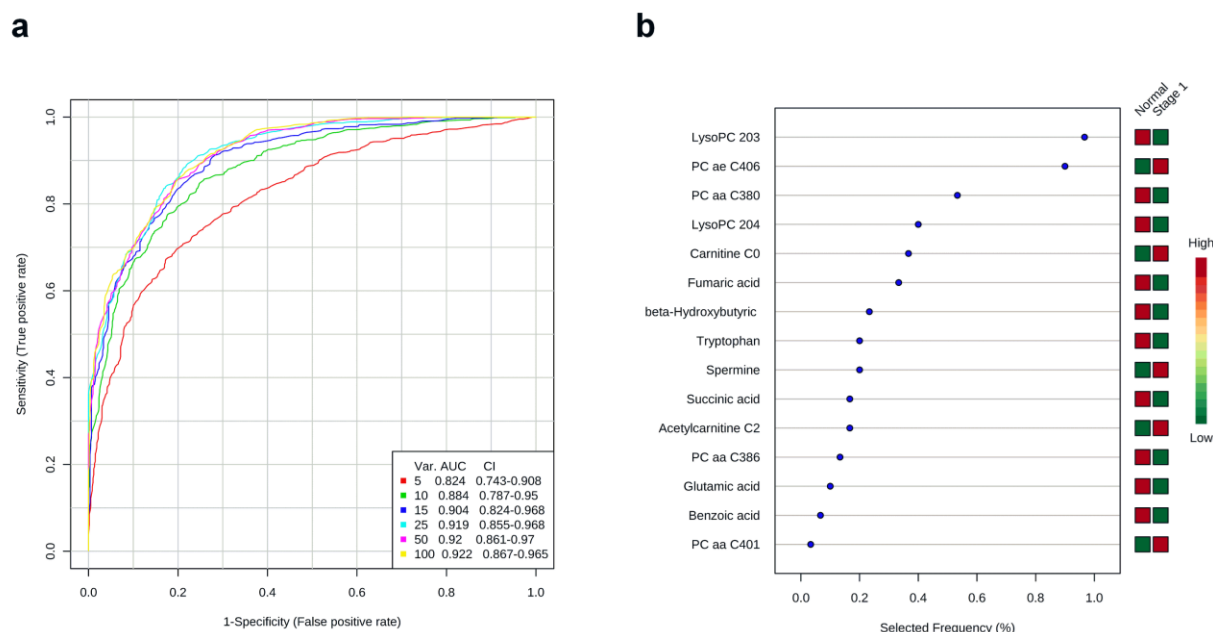 a
Sensitivity (True positive rate)
1.0
0.8
0.6
0.4
0.2
0.0
Var. AUC CI
5 0.824 0.743-0.908
10 0.884 0.787-0.95
15 0.904 0.824-0.968
25 0.919 0.855-0.968
50 0.92 0.861-0.97
100 0.922 0.867-0.965
0.0 0.2 0.4 0.6 0.8 1.0
1-Specificity (False positive rate)
b
Normal
Stage 1
LysoPC 203
PC ae C406
PC aa C380
LysoPC 204
Carnitine C0
Fumaric acid
beta-Hydroxybutyric
Tryptophan
Spermine
Succinic acid
Acetylcarnitine C2
PC aa C386
Glutamic acid
Benzoic acid
PC aa C401
High
Low
0.0 0.2 0.4 0.6 0.8 1.0
Selected Frequency (%)